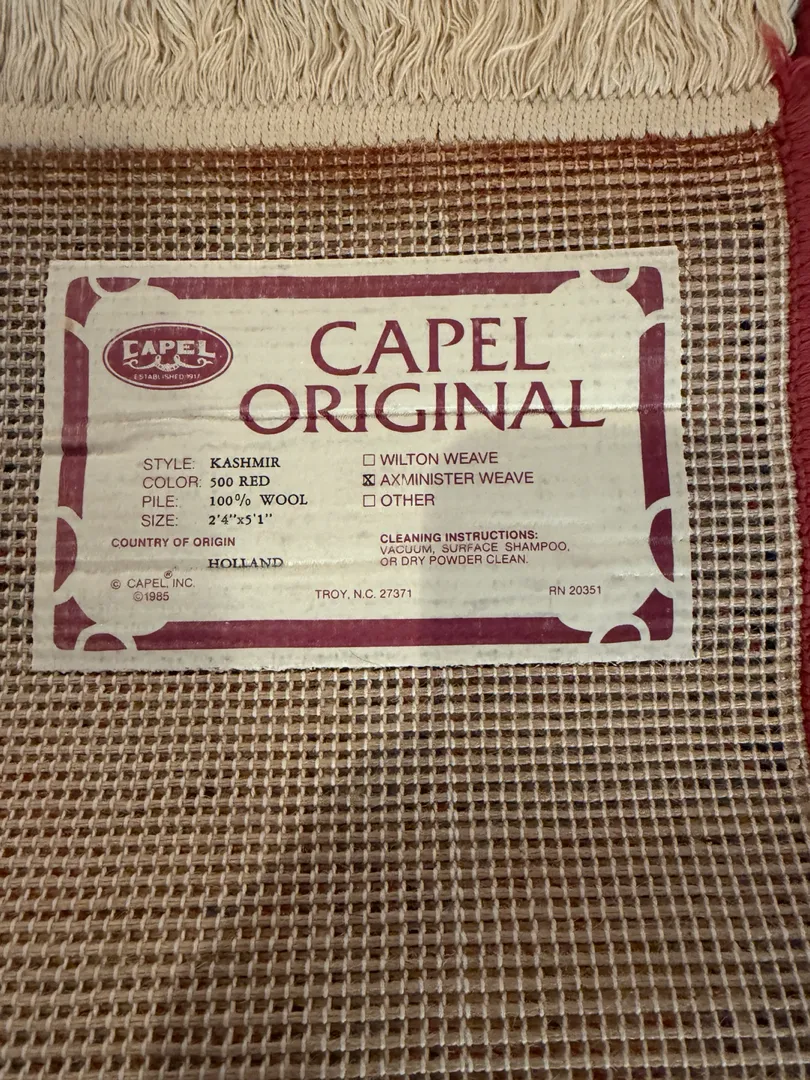 CAPEL
ESTABLISHED 1917
CAPEL
ORIGINAL
STYLE: KASHMIR
COLOR: 500 RED
PILE: 100% WOOL
SIZE: 2'4"x5'1"
☐ WILTON WEAVE
☒ AXMINISTER WEAVE
☐ OTHER
COUNTRY OF ORIGIN
HOLLAND
CLEANING INSTRUCTIONS:
VACUUM, SURFACE SHAMPOO,
OR DRY POWDER CLEAN.
© CAPEL, INC.®
©1985
TROY, N.C. 27371
RN 20351